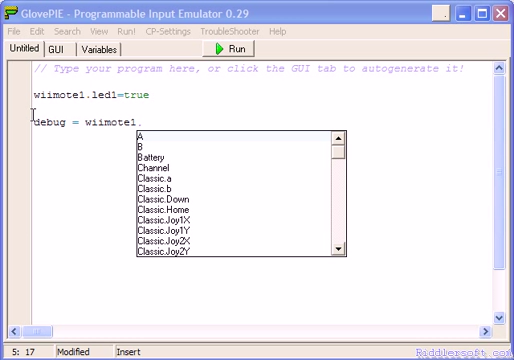 GlovePIE - Programmable Input Emulator 0.29
File Edit Search View Run! CP-Settings TroubleShooter Help
Untitled GUI Variables Run
// Type your program here, or click the GUI tab to autogenerate it!
wiimote1.led1=true
debug = wiimote1.
A
B
Battery
Channel
Classic.a
Classic.b
Classic.Down
Classic.Home
Classic.Joy1X
Classic.Joy1Y
Classic.Joy2X
Classic.Joy2Y
5: 17 Modified Insert
Riddlersoft.com